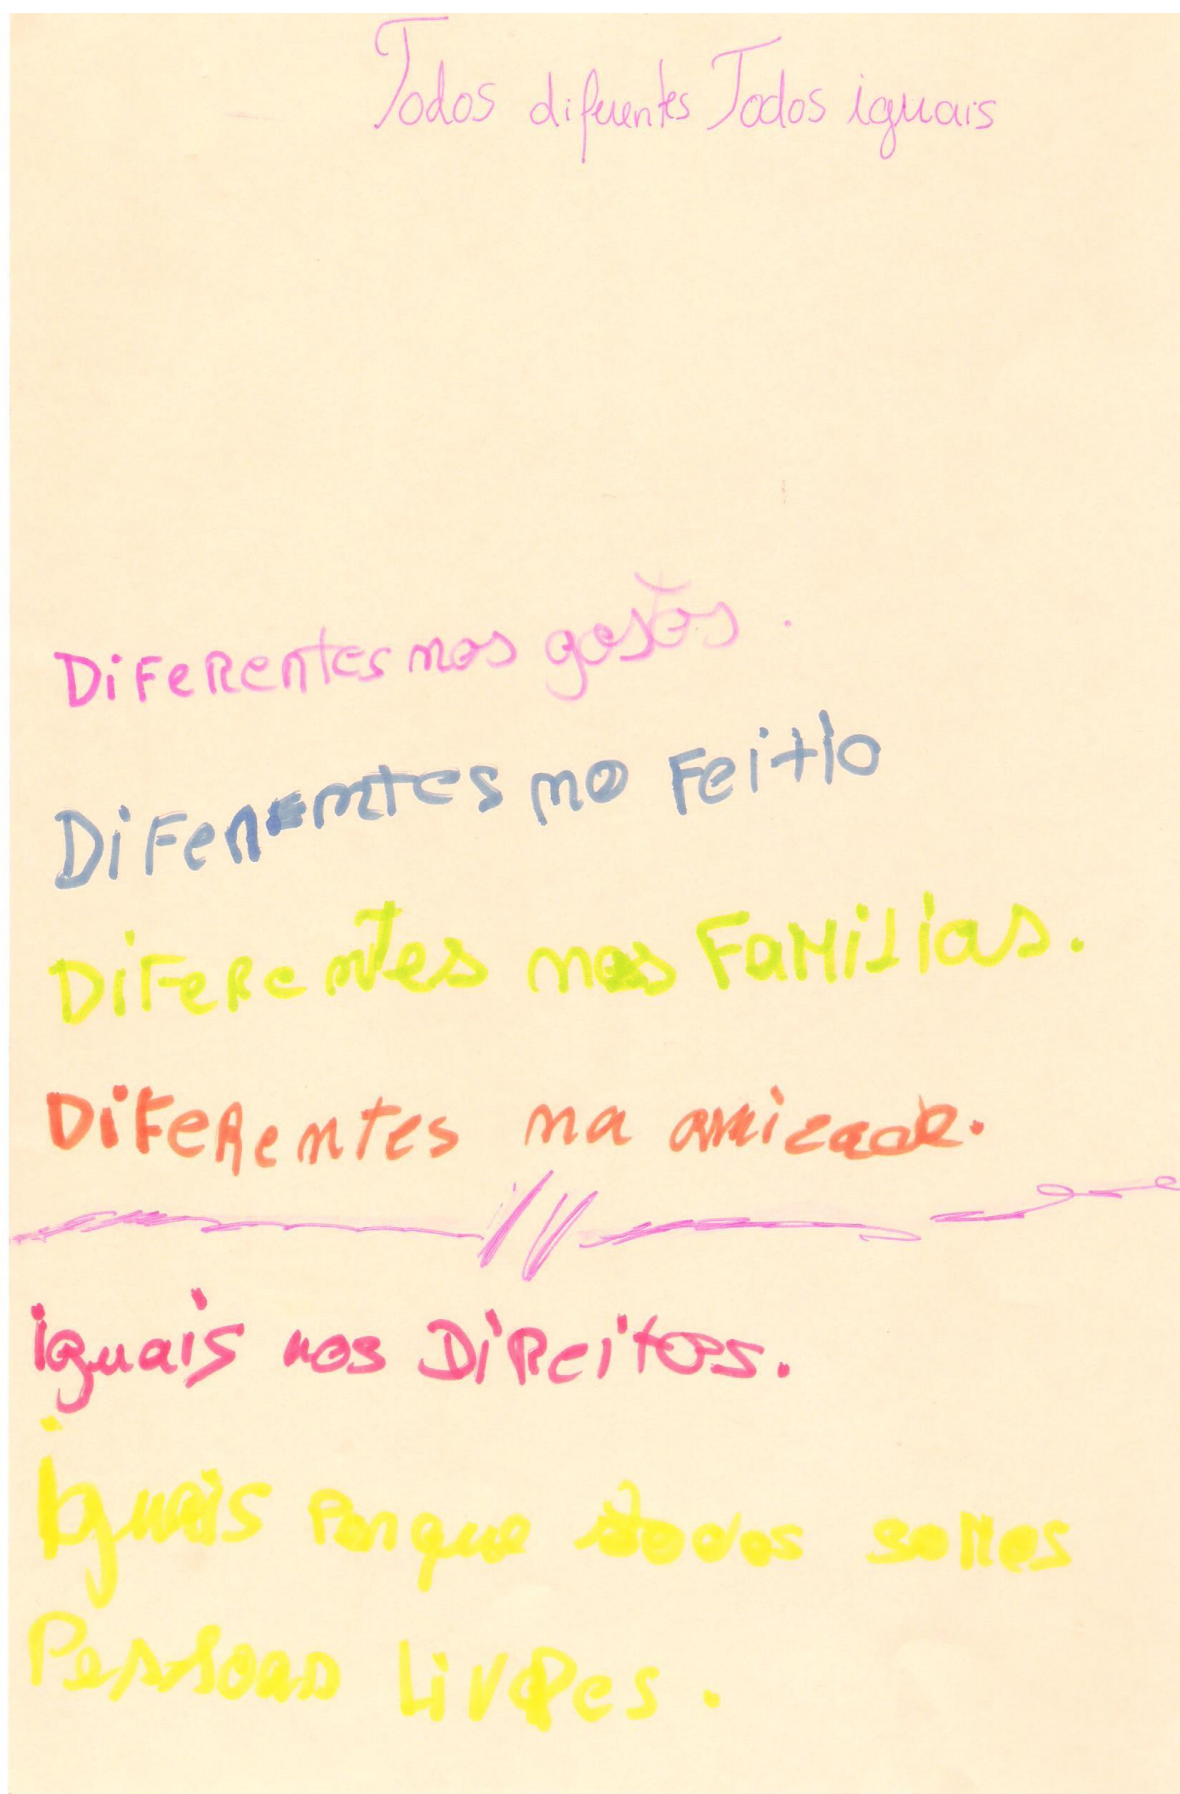 Todos diferentes Todos iguais
Diferentes nos gostos.
Diferentes no Feitio
Diferentes nas Familias.
Diferentes na amizade.
iguais nos Direitos.
Iguais porque todos somos
Pessoas Livres.